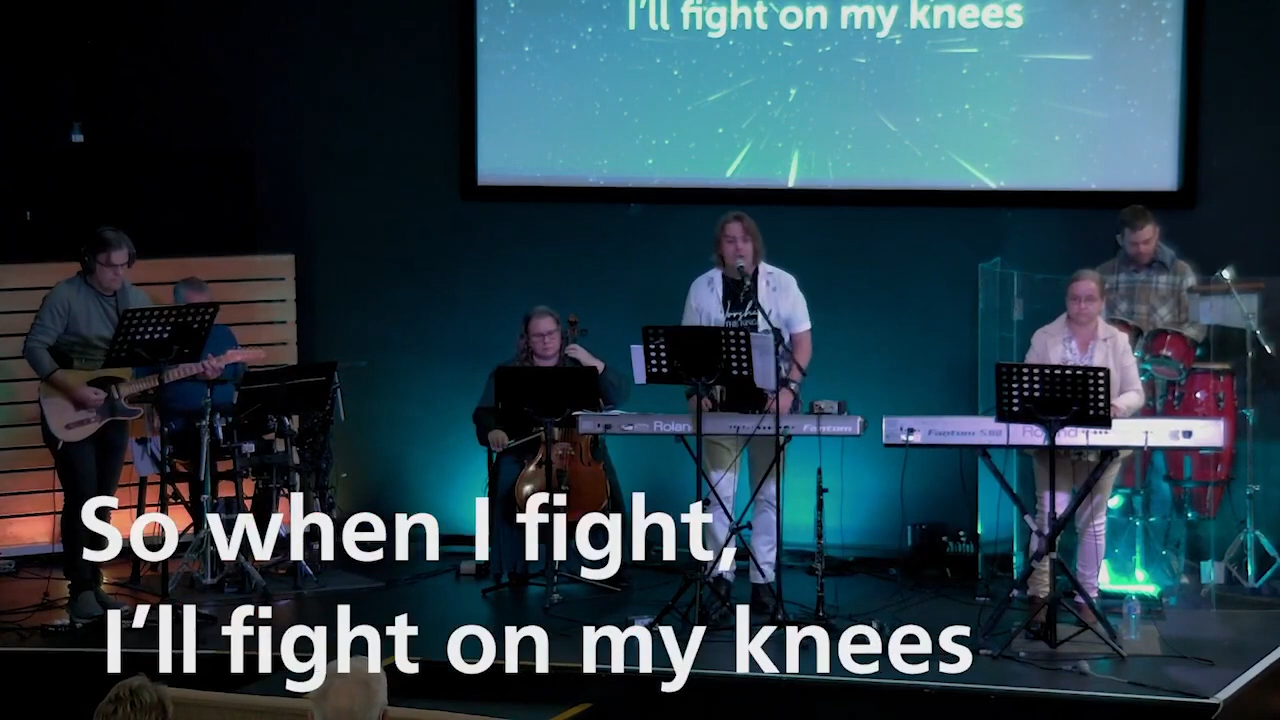 I'll fight on my knees
Roland
Fantom
Fantom
Roland
So when I fight,
I'll fight on my knees